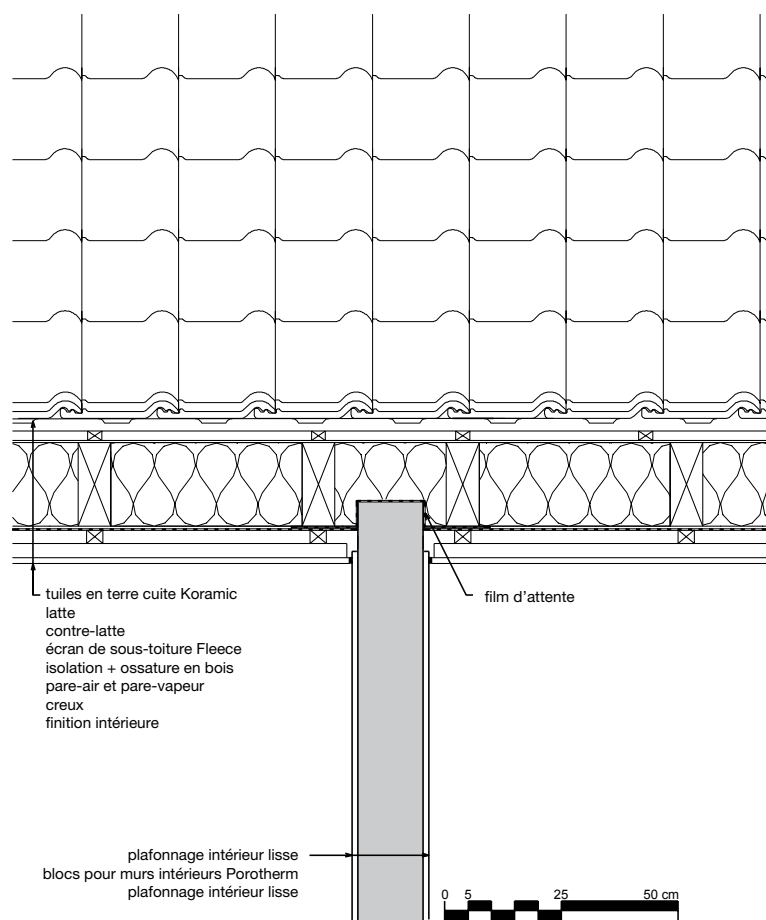 tuiles en terre cuite Koramic
latte
contre-latte
écran de sous-toiture Fleece
isolation + ossature en bois
pare-air et pare-vapeur
creux
finition intérieure
film d’attente
plafonnage intérieur lisse
blocs pour murs intérieurs Porotherm
plafonnage intérieur lisse
0 5 25 50 cm